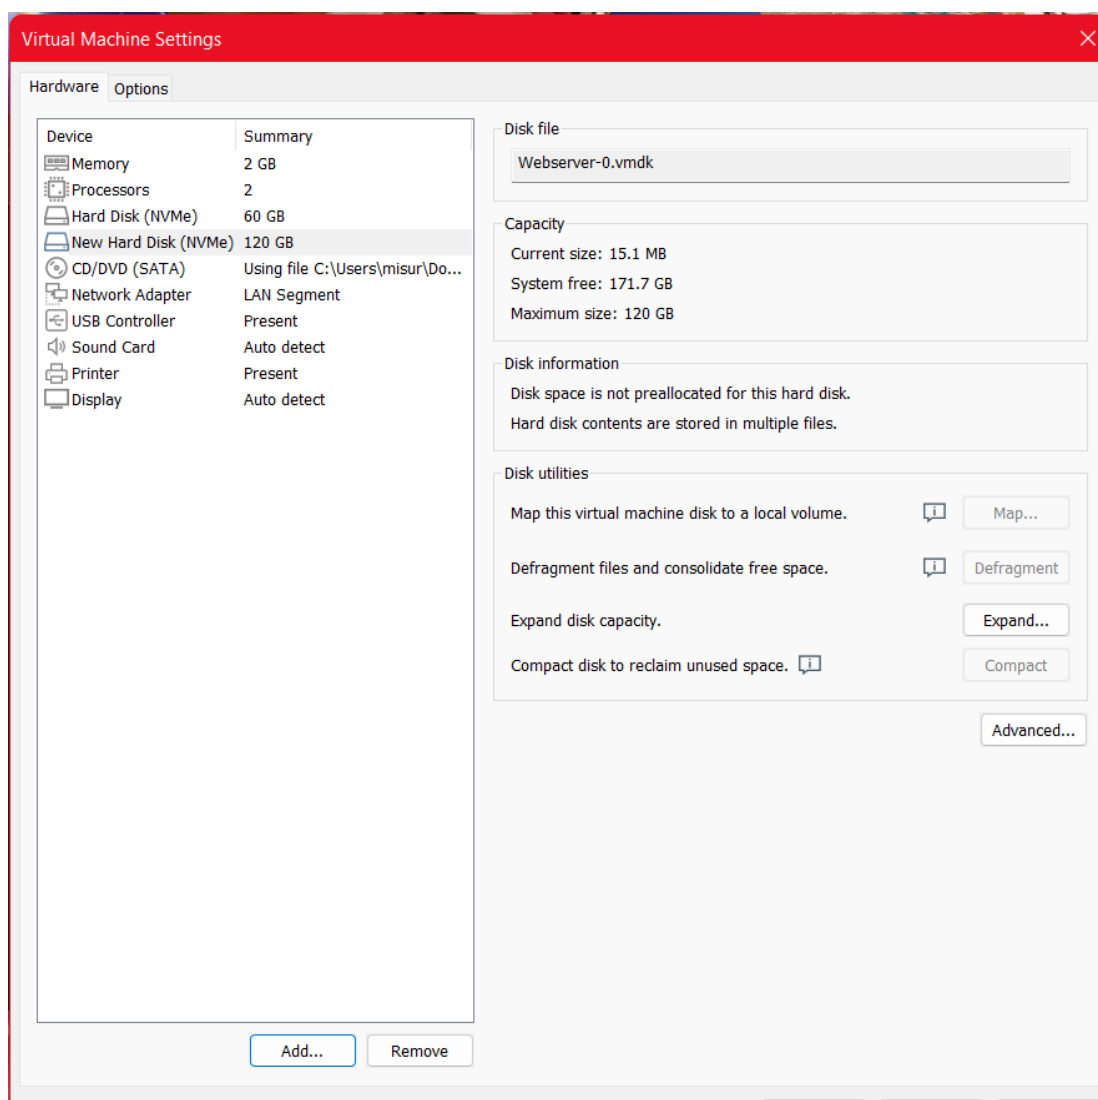 Virtual Machine Settings
Hardware
Options
Device Summary
Memory 2 GB
Processors 2
Hard Disk (NVMe) 60 GB
New Hard Disk (NVMe) 120 GB
CD/DVD (SATA) Using file C:\Users\misur\Do...
Network Adapter LAN Segment
USB Controller Present
Sound Card Auto detect
Printer Present
Display Auto detect
Add...
Remove
Disk file
Webserver-0.vmdk
Capacity
Current size: 15.1 MB
System free: 171.7 GB
Maximum size: 120 GB
Disk information
Disk space is not preallocated for this hard disk.
Hard disk contents are stored in multiple files.
Disk utilities
Map this virtual machine disk to a local volume. Map...
Defragment files and consolidate free space. Defragment
Expand disk capacity. Expand...
Compact disk to reclaim unused space. Compact
Advanced...